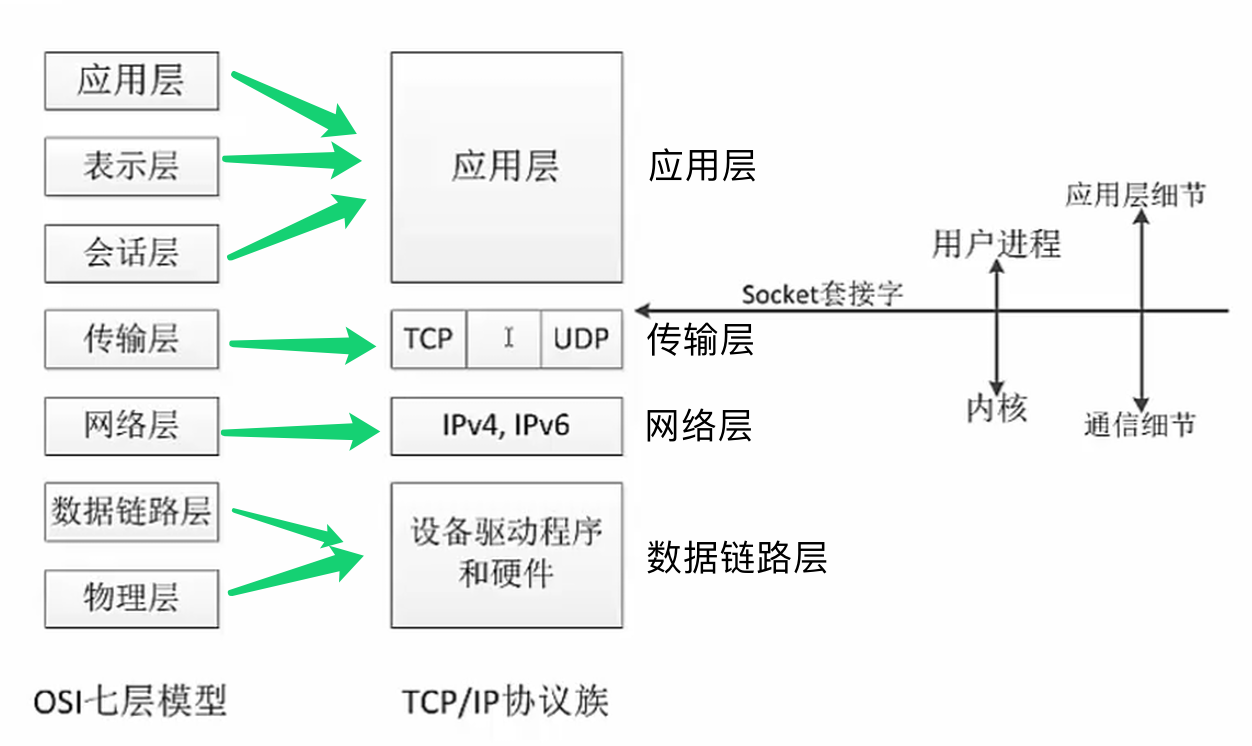 应用层
表示层
会话层
传输层
网络层
数据链路层
物理层
OSI七层模型
应用层
TCP
UDP
IPv4, IPv6
设备驱动程序
和硬件
TCP/IP协议族
应用层
传输层
网络层
数据链路层
Socket套接字
用户进程
内核
应用层细节
通信细节